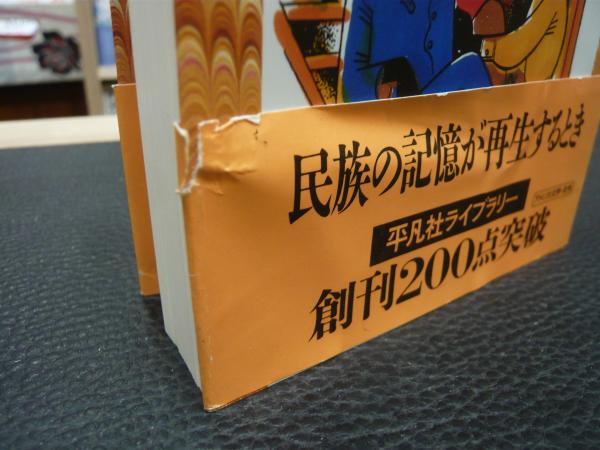 民族の記憶が再生するとき
平凡社ライブラリー
創刊200点突破